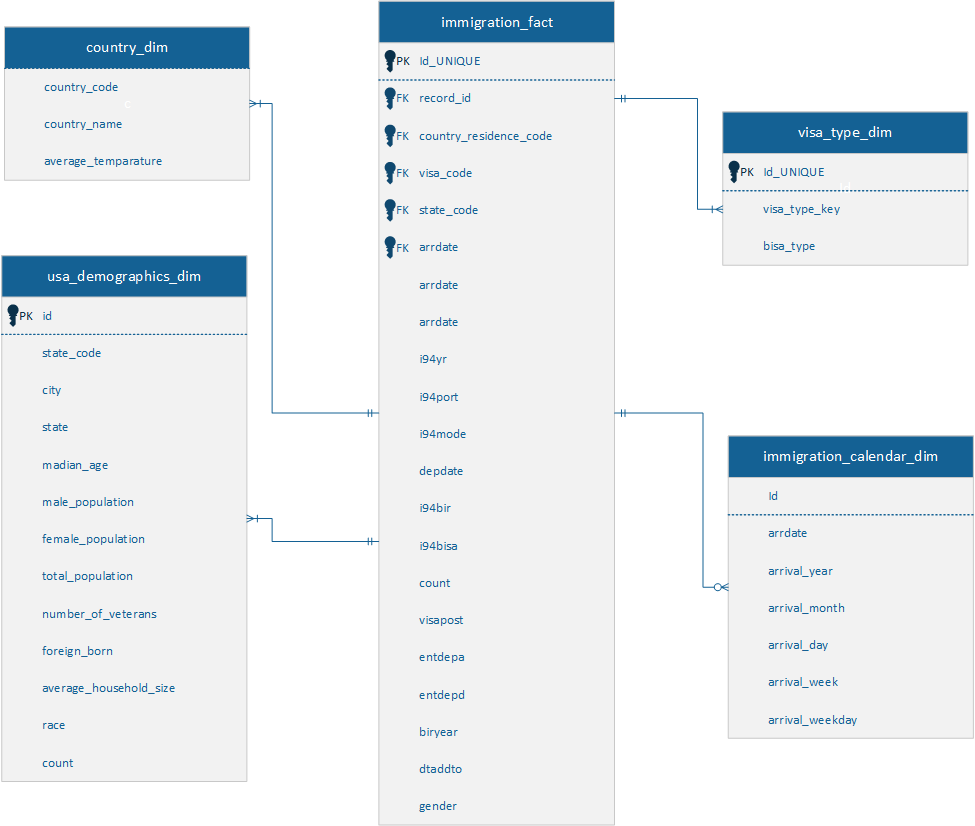 country_dim
country_code
country_name
average_temparature
usa_demographics_dim
PK id
state_code
city
state
madian_age
male_population
female_population
total_population
number_of_veterans
foreign_born
average_household_size
race
count
immigration_fact
PK Id_UNIQUE
FK record_id
FK country_residence_code
FK visa_code
FK state_code
FK arrdate
arrdate
arrdate
i94yr
i94port
i94mode
depdate
i94bir
i94bisa
count
visapost
entdepa
entdepd
biryear
dtaddto
gender
visa_type_dim
PK Id_UNIQUE
visa_type_key
bisa_type
immigration_calendar_dim
Id
arrdate
arrival_year
arrival_month
arrival_day
arrival_week
arrival_weekday